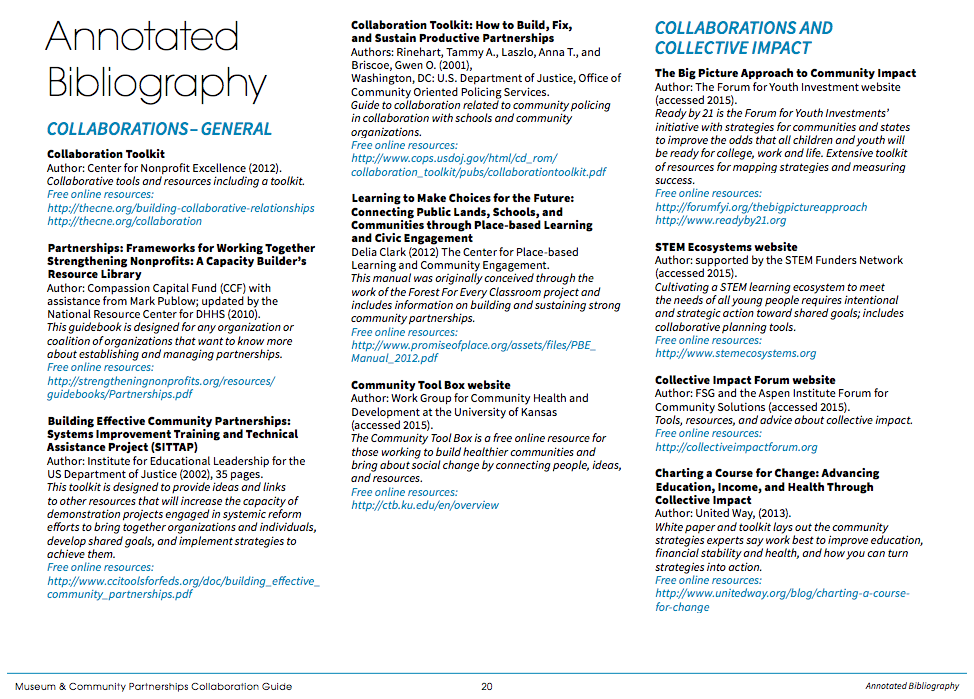 Annotated
Bibliography
COLLABORATIONS – GENERAL
Collaboration Toolkit
Author: Center for Nonprofit Excellence (2012).
Collaborative tools and resources including a toolkit.
Free online resources:
http://thecne.org/building-collaborative-relationships
http://thecne.org/collaboration
Partnerships: Frameworks for Working Together
Strengthening Nonprofits: A Capacity Builder's
Resource Library
Author: Compassion Capital Fund (CCF) with
assistance from Mark Publow; updated by the
National Resource Center for DHHS (2010).
This guidebook is designed for any organization or
coalition of organizations that want to know more
about establishing and managing partnerships.
Free online resources:
http://strengtheningnonprofits.org/resources/
guidebooks/Partnerships.pdf
Building Effective Community Partnerships:
Systems Improvement Training and Technical
Assistance Project (SITTAP)
Author: Institute for Educational Leadership for the
US Department of Justice (2002), 35 pages.
This toolkit is designed to provide ideas and links
to other resources that will increase the capacity of
demonstration projects engaged in systemic reform
efforts to bring together organizations and individuals,
develop shared goals, and implement strategies to
achieve them.
Free online resources:
http://www.ccitoolsforfeds.org/doc/building_effective_
community_partnerships.pdf
Collaboration Toolkit: How to Build, Fix,
and Sustain Productive Partnerships
Authors: Rinehart, Tammy A., Laszlo, Anna T., and
Briscoe, Gwen O. (2001),
Washington, DC: U.S. Department of Justice, Office of
Community Oriented Policing Services.
Guide to collaboration related to community policing
in collaboration with schools and community
organizations.
Free online resources:
http://www.cops.usdoj.gov/html/cd_rom/
collaboration_toolkit/pubs/collaborationtoolkit.pdf
Learning to Make Choices for the Future:
Connecting Public Lands, Schools, and
Communities through Place-based Learning
and Civic Engagement
Delia Clark (2012) The Center for Place-based
Learning and Community Engagement.
This manual was originally conceived through the
work of the Forest For Every Classroom project and
includes information on building and sustaining strong
community partnerships.
Free online resources:
http://www.promiseofplace.org/assets/files/PBE_
Manual_2012.pdf
Community Tool Box website
Author: Work Group for Community Health and
Development at the University of Kansas
(accessed 2015).
The Community Tool Box is a free online resource for
those working to build healthier communities and
bring about social change by connecting people, ideas,
and resources.
Free online resources:
http://ctb.ku.edu/en/overview
COLLABORATIONS AND
COLLECTIVE IMPACT
The Big Picture Approach to Community Impact
Author: The Forum for Youth Investment website
(accessed 2015).
Ready by 21 is the Forum for Youth Investments'
initiative with strategies for communities and states
to improve the odds that all children and youth will
be ready for college, work and life. Extensive toolkit
of resources for mapping strategies and measuring
success.
Free online resources:
http://forumfyi.org/thebigpictureapproach
http://www.readyby21.org
STEM Ecosystems website
Author: supported by the STEM Funders Network
(accessed 2015).
Cultivating a STEM learning ecosystem to meet
the needs of all young people requires intentional
and strategic action toward shared goals; includes
collaborative planning tools.
Free online resources:
http://www.stemecosystems.org
Collective Impact Forum website
Author: FSG and the Aspen Institute Forum for
Community Solutions (accessed 2015).
Tools, resources, and advice about collective impact.
Free online resources:
http://collectiveimpactforum.org
Charting a Course for Change: Advancing
Education, Income, and Health Through
Collective Impact
Author: United Way, (2013).
White paper and toolkit lays out the community
strategies experts say work best to improve education,
financial stability and health, and how you can turn
strategies into action.
Free online resources:
http://www.unitedway.org/blog/charting-a-course-
for-change
Museum & Community Partnerships Collaboration Guide
20
Annotated Bibliography